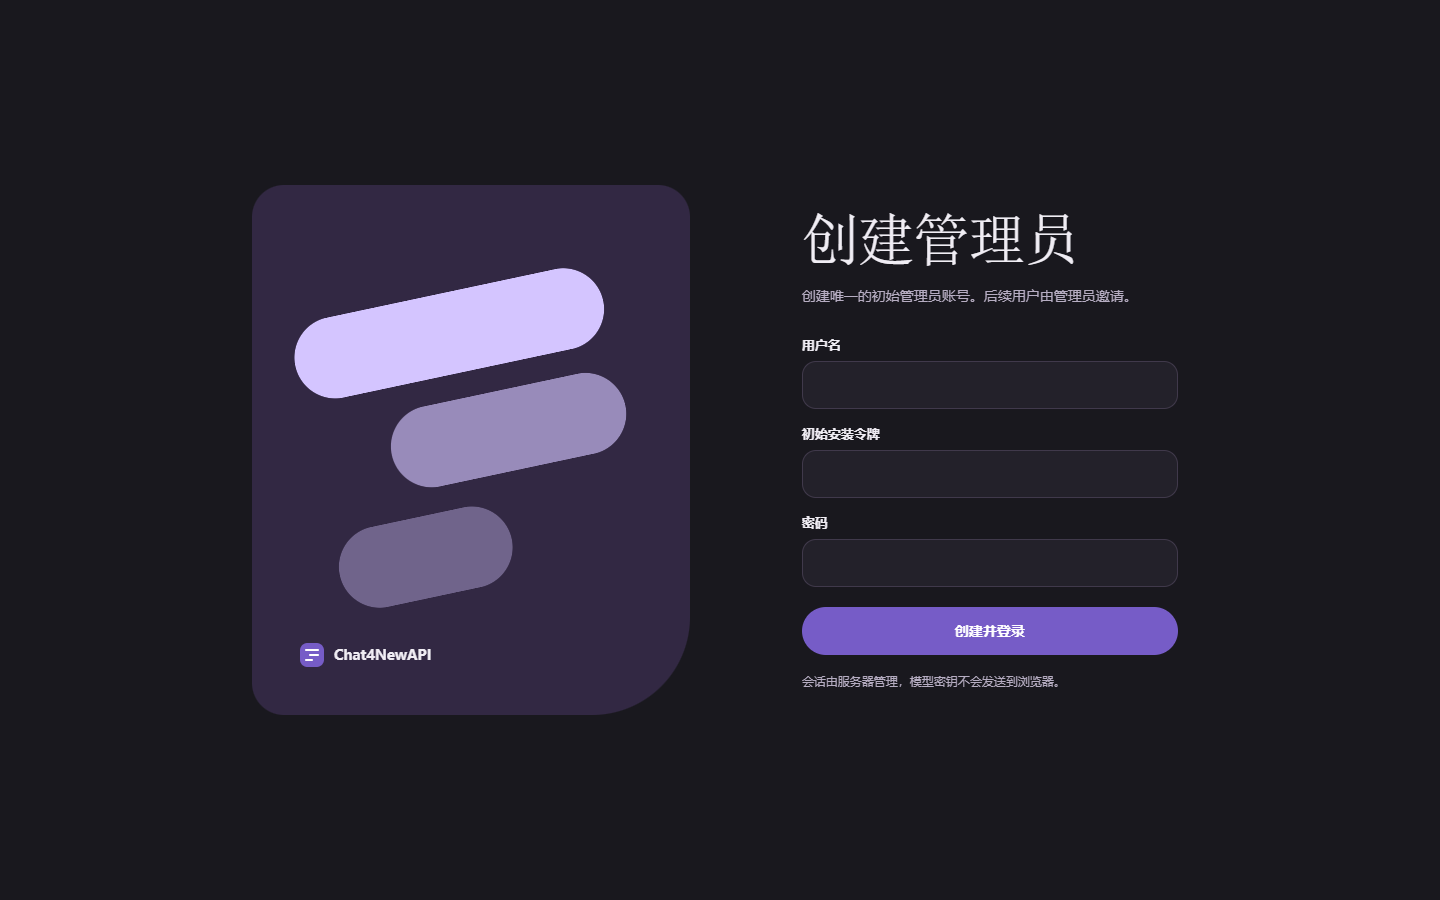 创建管理员
创建唯一的初始管理员账号。后续用户由管理员邀请。
用户名
初始安装令牌
密码
创建并登录
会话由服务器管理，模型密钥不会发送到浏览器。
Chat4NewAPI